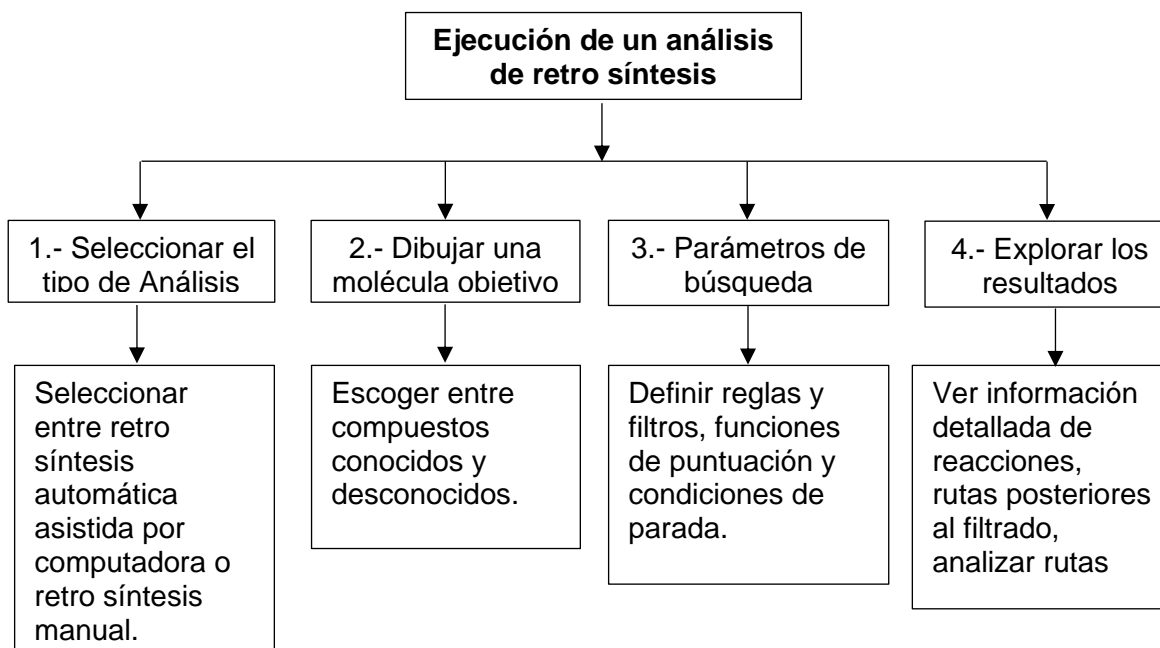 Ejecución de un análisis
de retro síntesis
1.- Seleccionar el
tipo de Análisis
2.- Dibujar una
molécula objetivo
3.- Parámetros de
búsqueda
4.- Explorar los
resultados
Seleccionar
entre retro
síntesis
automática
asistida por
computadora o
retro síntesis
manual.
Escoger entre
compuestos
conocidos y
desconocidos.
Definir reglas y
filtros, funciones
de puntuación y
condiciones de
parada.
Ver información
detallada de
reacciones,
rutas posteriores
al filtrado,
analizar rutas